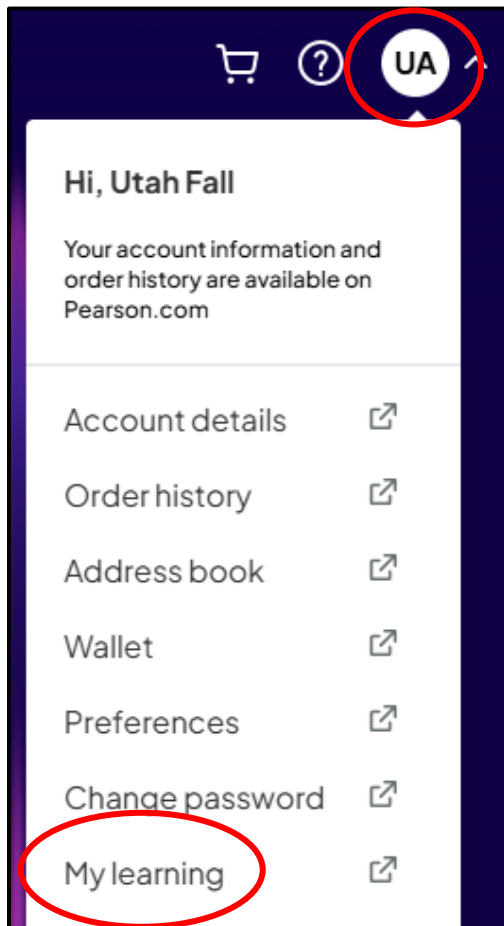 UA
Hi, Utah Fall
Your account information and
order history are available on
Pearson.com
Account details
Order history
Address book
Wallet
Preferences
Change password
My learning